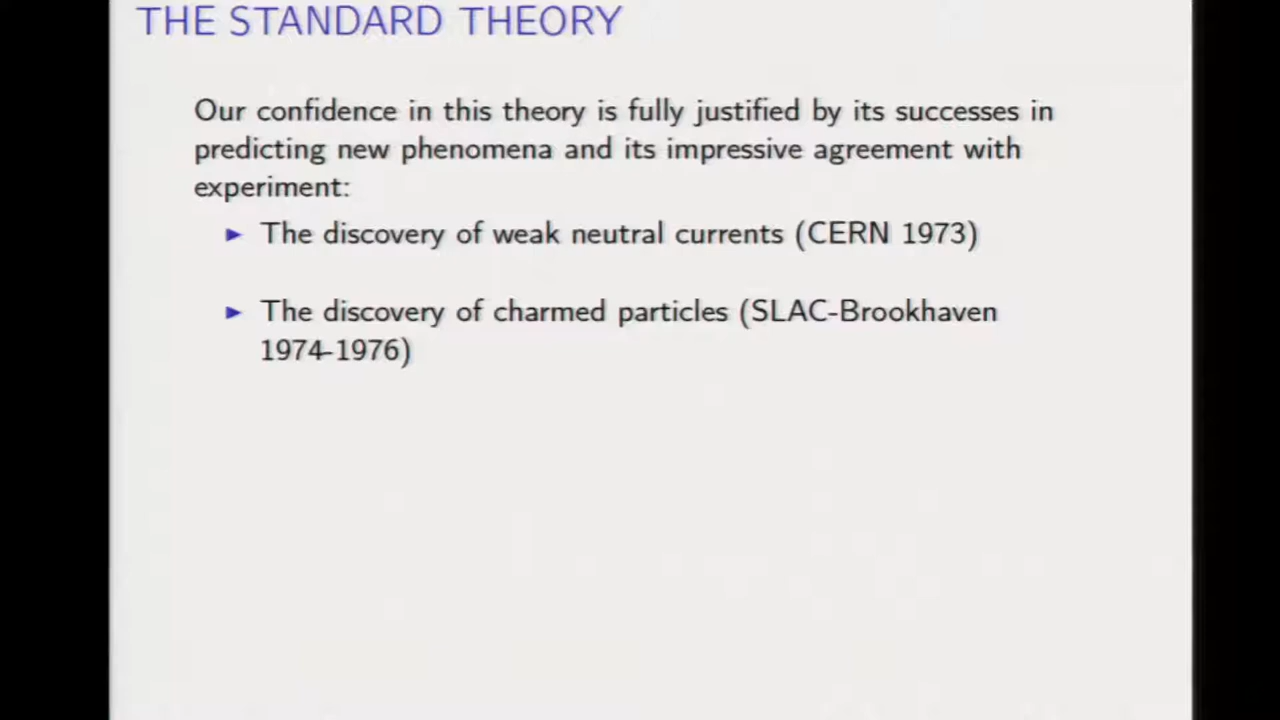 THE STANDARD THEORY
Our confidence in this theory is fully justified by its successes in
predicting new phenomena and its impressive agreement with
experiment:
► The discovery of weak neutral currents (CERN 1973)
► The discovery of charmed particles (SLAC-Brookhaven
1974-1976)